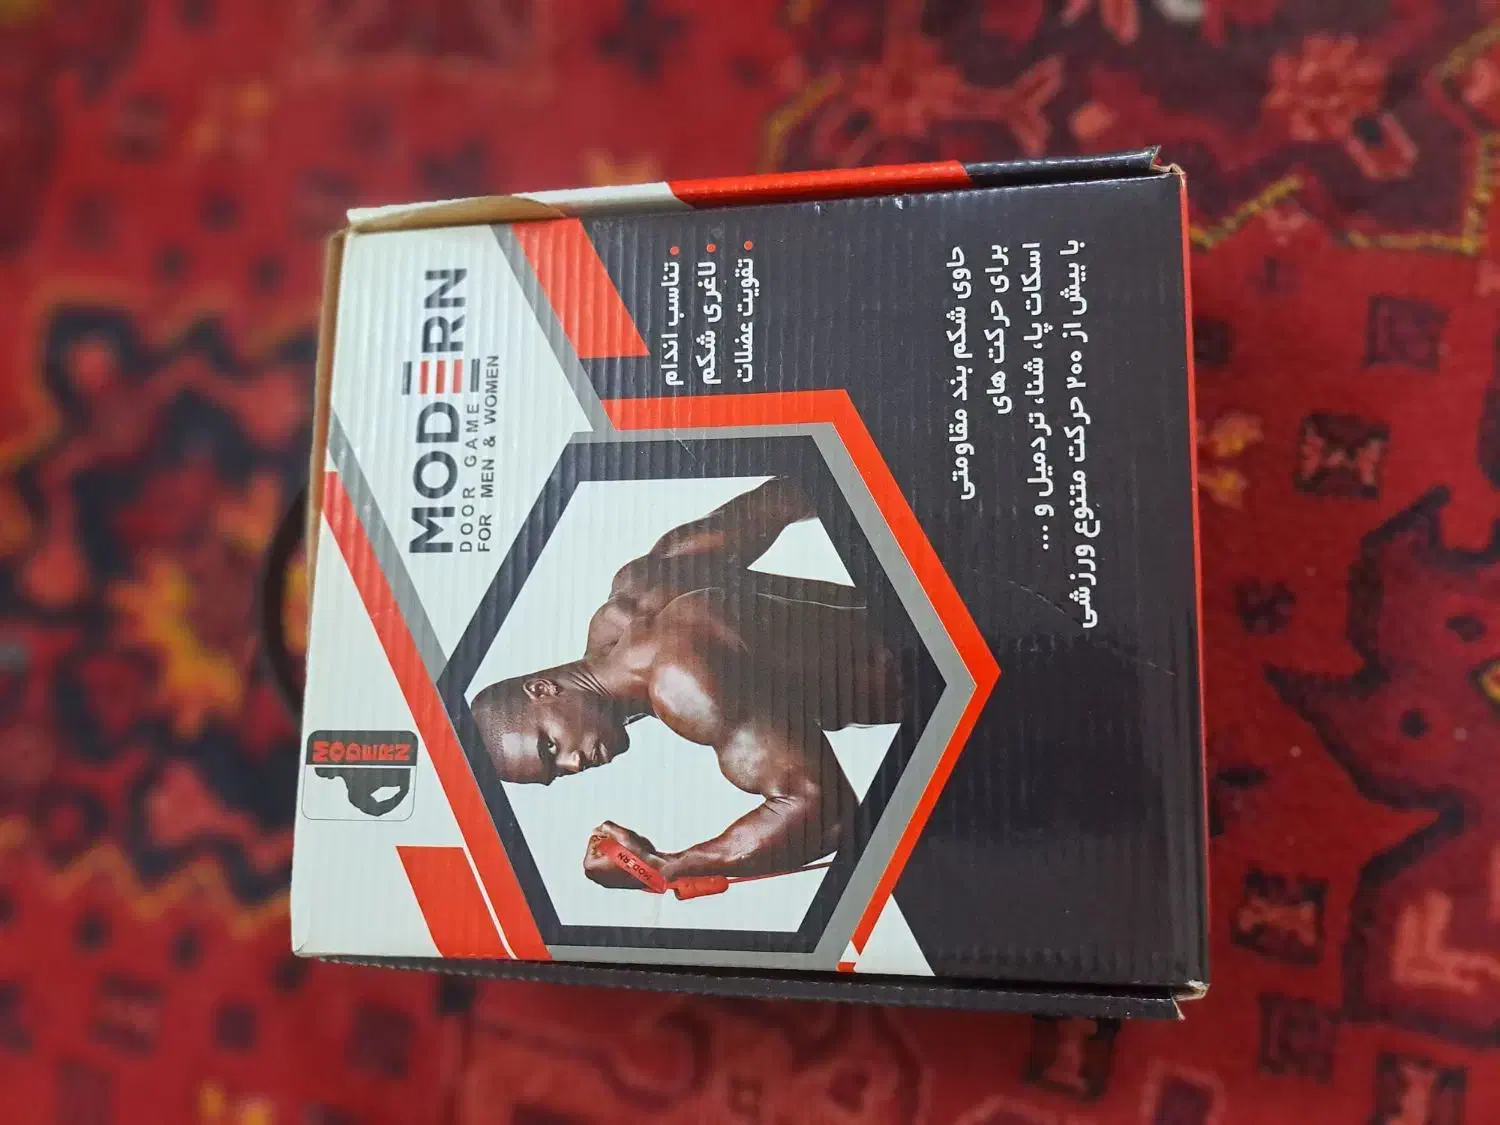 MODERN
DOOR GAME
FOR MEN & WOMEN
MODERN
تناسب اندام
لاغری شکم
تقویت عضلات
MODERN
حاوی شکم بند مقاومتی
برای حرکت های
اسکات پا، شنا، تردمیل و ...
با بیش از ۲۰۰ حرکت متنوع ورزشی